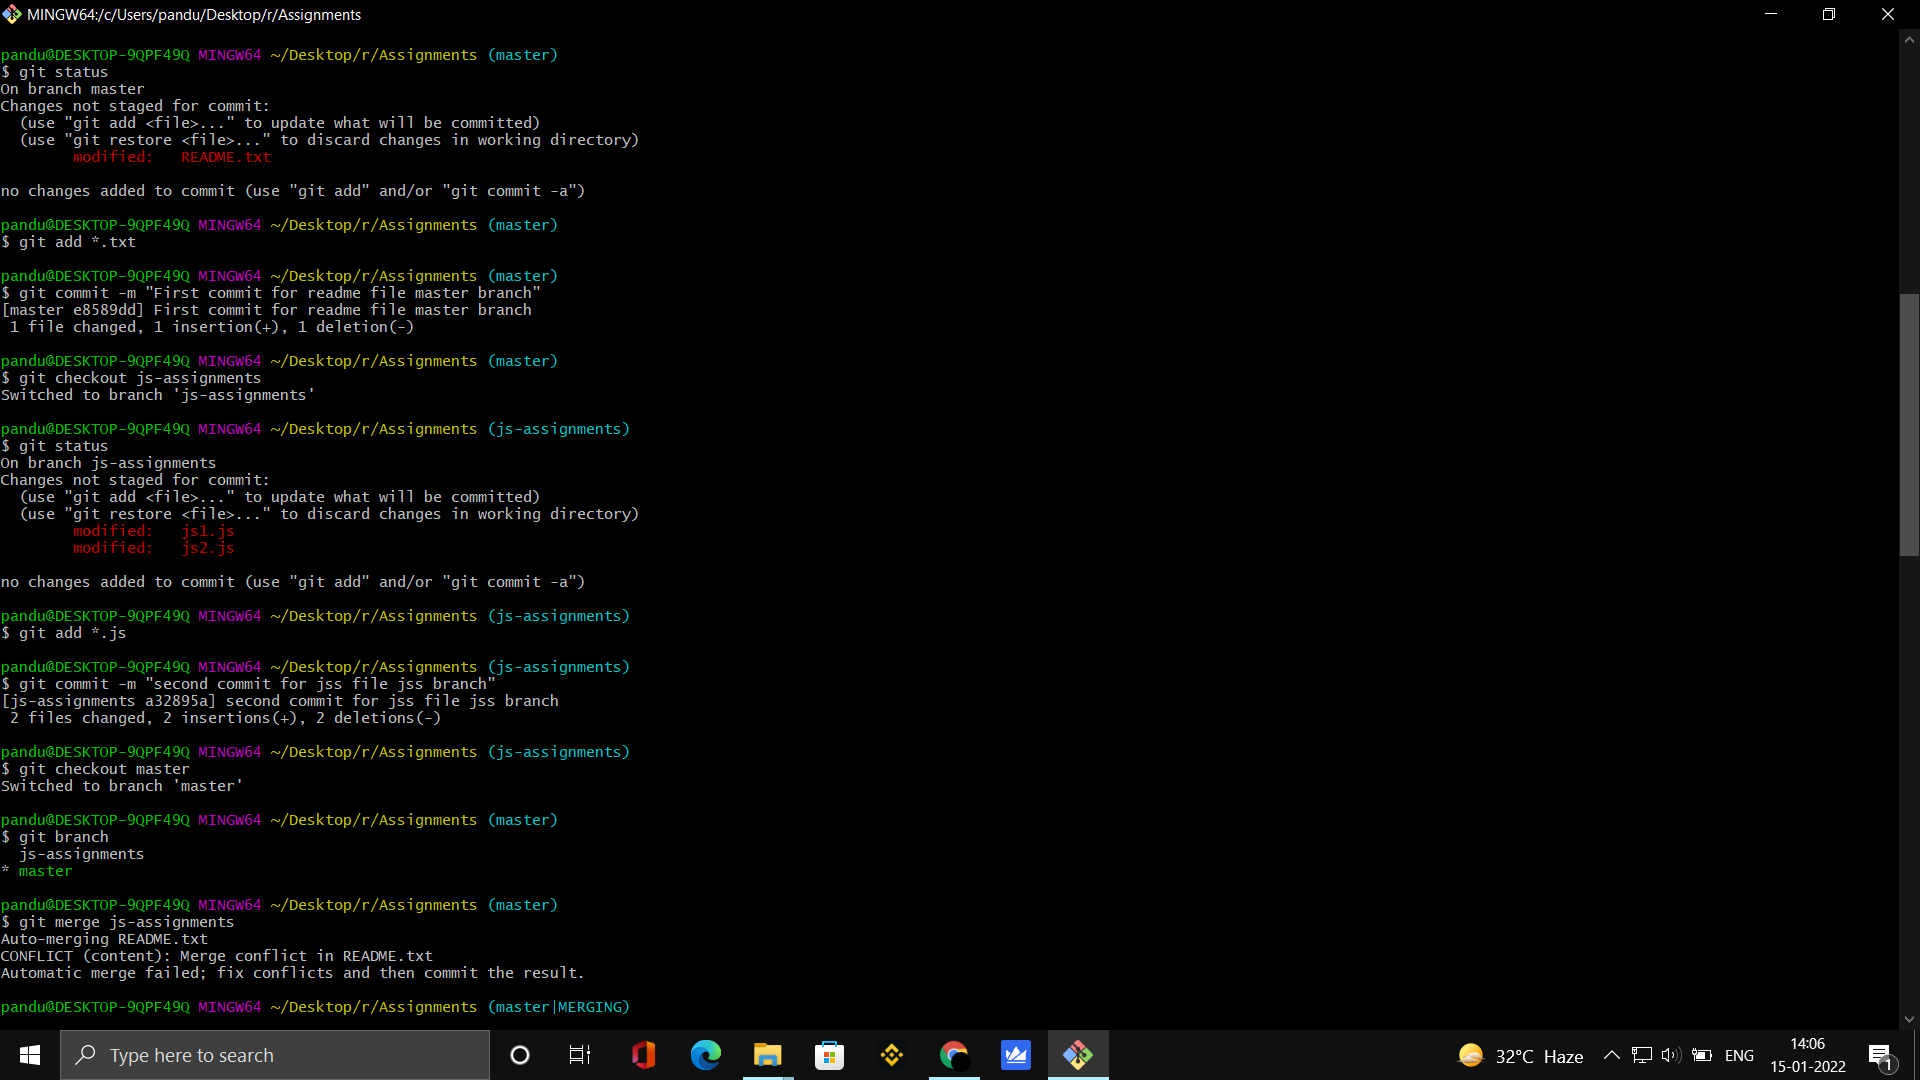 MINGW64:/c/Users/pandu/Desktop/r/Assignments
pandu@DESKTOP-9QPF49Q MINGW64 ~/Desktop/r/Assignments (master)
$ git status
On branch master
Changes not staged for commit:
  (use "git add <file>..." to update what will be committed)
  (use "git restore <file>..." to discard changes in working directory)
        modified:   README.txt

no changes added to commit (use "git add" and/or "git commit -a")

pandu@DESKTOP-9QPF49Q MINGW64 ~/Desktop/r/Assignments (master)
$ git add *.txt

pandu@DESKTOP-9QPF49Q MINGW64 ~/Desktop/r/Assignments (master)
$ git commit -m "First commit for readme file master branch"
[master e8589dd] First commit for readme file master branch
 1 file changed, 1 insertion(+), 1 deletion(-)

pandu@DESKTOP-9QPF49Q MINGW64 ~/Desktop/r/Assignments (master)
$ git checkout js-assignments
Switched to branch 'js-assignments'

pandu@DESKTOP-9QPF49Q MINGW64 ~/Desktop/r/Assignments (js-assignments)
$ git status
On branch js-assignments
Changes not staged for commit:
  (use "git add <file>..." to update what will be committed)
  (use "git restore <file>..." to discard changes in working directory)
        modified:   js1.js
        modified:   js2.js

no changes added to commit (use "git add" and/or "git commit -a")

pandu@DESKTOP-9QPF49Q MINGW64 ~/Desktop/r/Assignments (js-assignments)
$ git add *.js

pandu@DESKTOP-9QPF49Q MINGW64 ~/Desktop/r/Assignments (js-assignments)
$ git commit -m "second commit for jss file jss branch"
[js-assignments a32895a] second commit for jss file jss branch
 2 files changed, 2 insertions(+), 2 deletions(-)

pandu@DESKTOP-9QPF49Q MINGW64 ~/Desktop/r/Assignments (js-assignments)
$ git checkout master
Switched to branch 'master'

pandu@DESKTOP-9QPF49Q MINGW64 ~/Desktop/r/Assignments (master)
$ git branch
  js-assignments
* master

pandu@DESKTOP-9QPF49Q MINGW64 ~/Desktop/r/Assignments (master)
$ git merge js-assignments
Auto-merging README.txt
CONFLICT (content): Merge conflict in README.txt
Automatic merge failed; fix conflicts and then commit the result.

pandu@DESKTOP-9QPF49Q MINGW64 ~/Desktop/r/Assignments (master|MERGING)
Type here to search
32°C Haze
ENG
14:06
15-01-2022
1